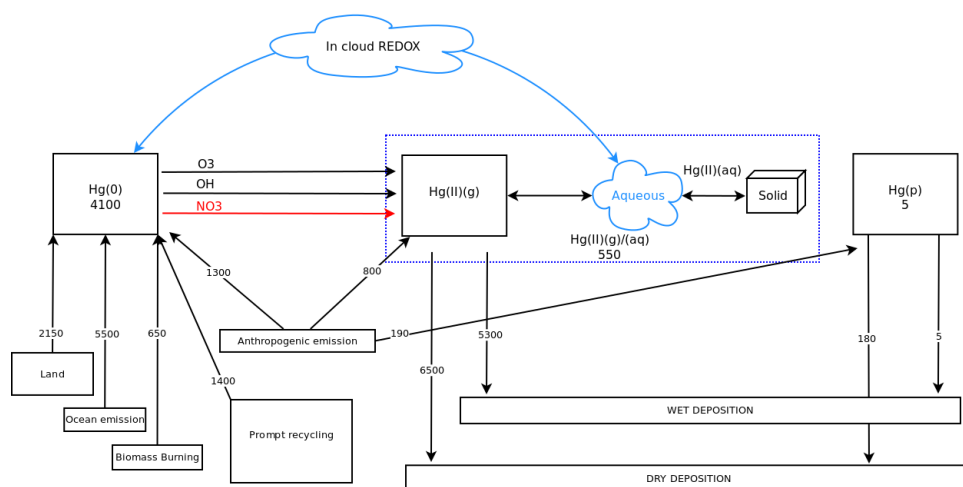 In cloud REDOX
Hg(0)
4100
O3
OH
NO3
Hg(II)(g)
Aqueous
Hg(II)(aq)
Solid
Hg(II)(g)/(aq)
550
Hg(p)
5
1300
800
190
2150
5500
650
1400
6500
5300
180
5
Anthropogenic emission
Land
Ocean emission
Biomass Burning
Prompt recycling
WET DEPOSITION
DRY DEPOSITION